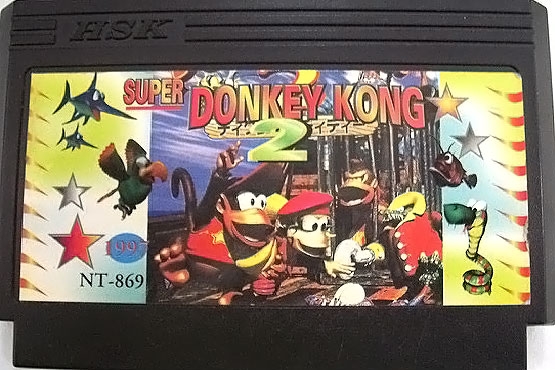 HSK
SUPER
DONKEY KONG
2
1997
NT-869